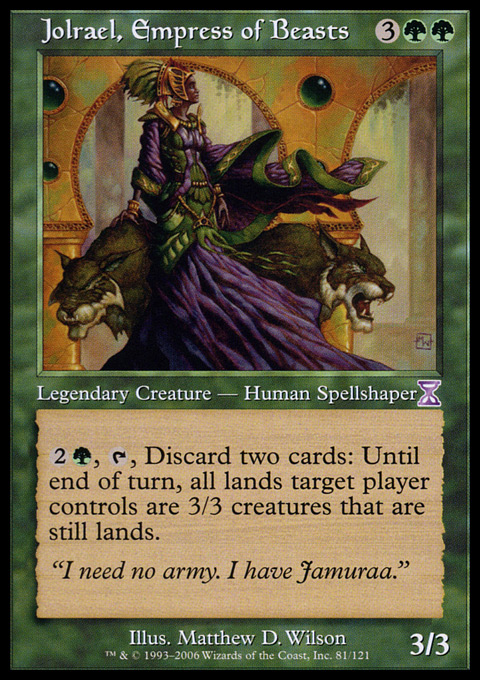 Jolrael, Empress of Beasts 3
MW
Legendary Creature — Human Spellshaper
2 , , Discard two cards: Until
end of turn, all lands target player
controls are 3/3 creatures that are
still lands.
“I need no army. I have Jamuraa.”
Illus. Matthew D. Wilson
™ & © 1993–2006 Wizards of the Coast, Inc. 81/121
3/3